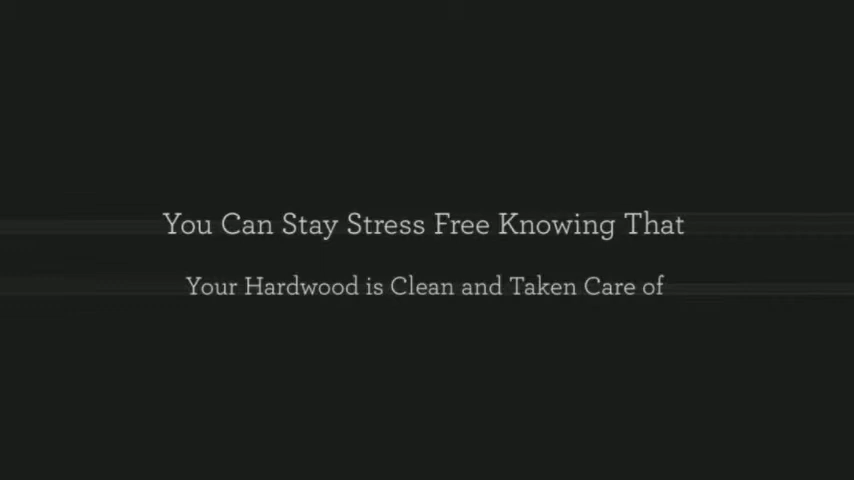 You Can Stay Stress Free Knowing That
Your Hardwood is Clean and Taken Care of